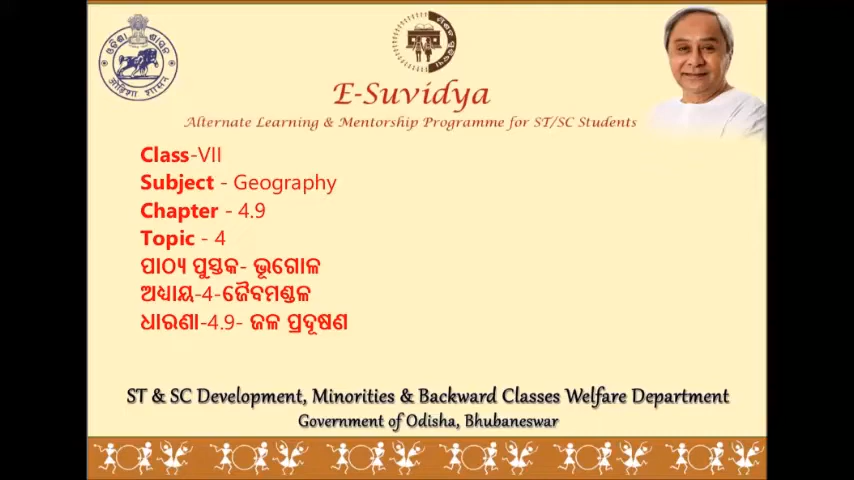 E-Suvidya
Alternate Learning & Mentorship Programme for ST/SC Students
Class-VII
Subject - Geography
Chapter - 4.9
Topic - 4
ପାଠ୍ୟ ପୁସ୍ତକ- ଭୂଗୋଳ
ଅଧ୍ୟାୟ-4-ଜୈବମଣ୍ଡଳ
ଧାରଣା-4.9- ଜଳ ପ୍ରଦୂଷଣ
ST & SC Development, Minorities & Backward Classes Welfare Department
Government of Odisha, Bhubaneswar